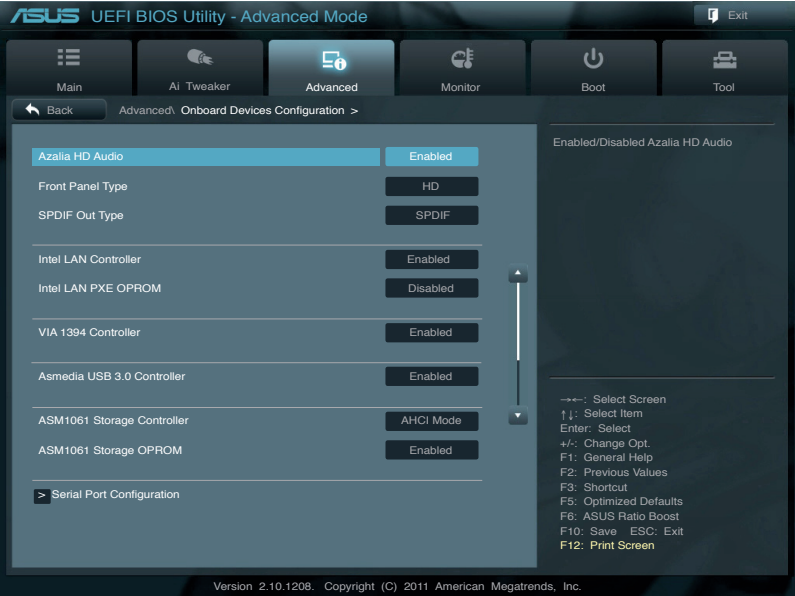 ASUS UEFI BIOS Utility - Advanced Mode
Exit
Main
Ai Tweaker
Advanced
Monitor
Boot
Tool
Back
Advanced\ Onboard Devices Configuration >
Azalia HD Audio Enabled
Front Panel Type HD
SPDIF Out Type SPDIF
Intel LAN Controller Enabled
Intel LAN PXE OPROM Disabled
VIA 1394 Controller Enabled
Asmedia USB 3.0 Controller Enabled
ASM1061 Storage Controller AHCI Mode
ASM1061 Storage OPROM Enabled
> Serial Port Configuration
Enabled/Disabled Azalia HD Audio
→←: Select Screen
↑↓: Select Item
Enter: Select
+/-: Change Opt.
F1: General Help
F2: Previous Values
F3: Shortcut
F5: Optimized Defaults
F6: ASUS Ratio Boost
F10: Save ESC: Exit
F12: Print Screen
Version 2.10.1208. Copyright (C) 2011 American Megatrends, Inc.